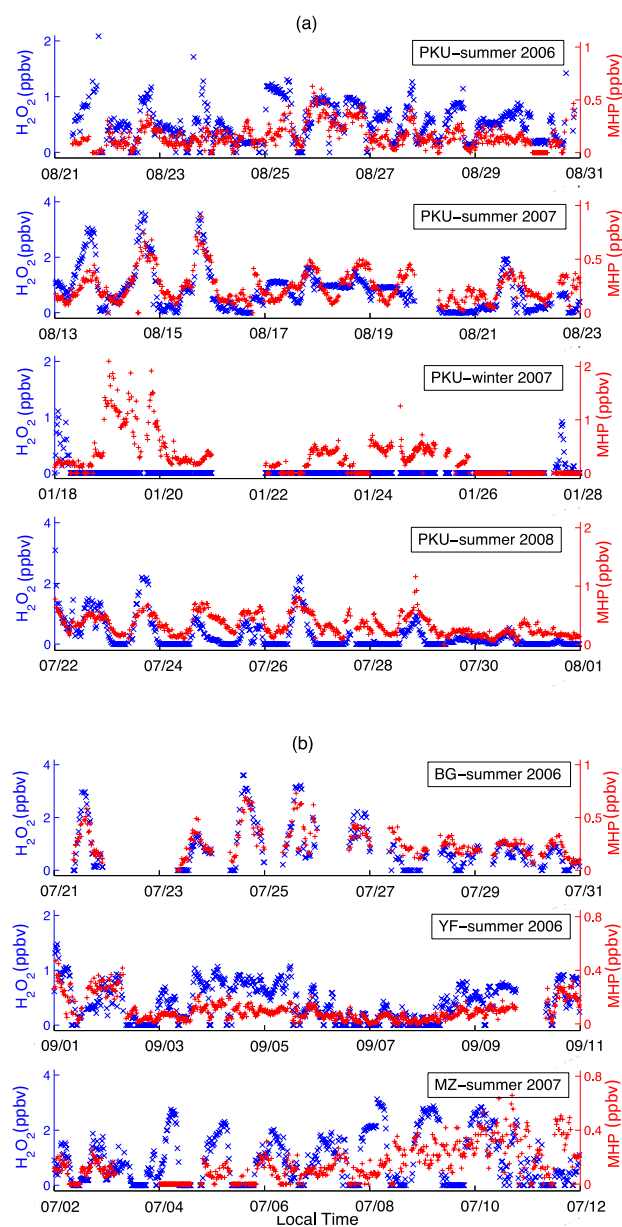 (a)
PKU−summer 2006
H2O2 (ppbv)
MHP (ppbv)
2
1
0
1
0.5
0
08/21 08/23 08/25 08/27 08/29 08/31
PKU−summer 2007
H2O2 (ppbv)
MHP (ppbv)
4
2
0
1
0.5
0
08/13 08/15 08/17 08/19 08/21 08/23
PKU−winter 2007
H2O2 (ppbv)
MHP (ppbv)
2
1
0
2
1
0
01/18 01/20 01/22 01/24 01/26 01/28
PKU−summer 2008
H2O2 (ppbv)
MHP (ppbv)
4
2
0
2
1
0
07/22 07/24 07/26 07/28 07/30 08/01
(b)
BG−summer 2006
H2O2 (ppbv)
MHP (ppbv)
4
2
0
1
0.5
0
07/21 07/23 07/25 07/27 07/29 07/31
YF−summer 2006
H2O2 (ppbv)
MHP (ppbv)
2
1
0
0.8
0.4
0
09/01 09/03 09/05 09/07 09/09 09/11
MZ−summer 2007
H2O2 (ppbv)
MHP (ppbv)
4
2
0
0.8
0.4
0
07/02 07/04 07/06 07/08 07/10 07/12
Local Time